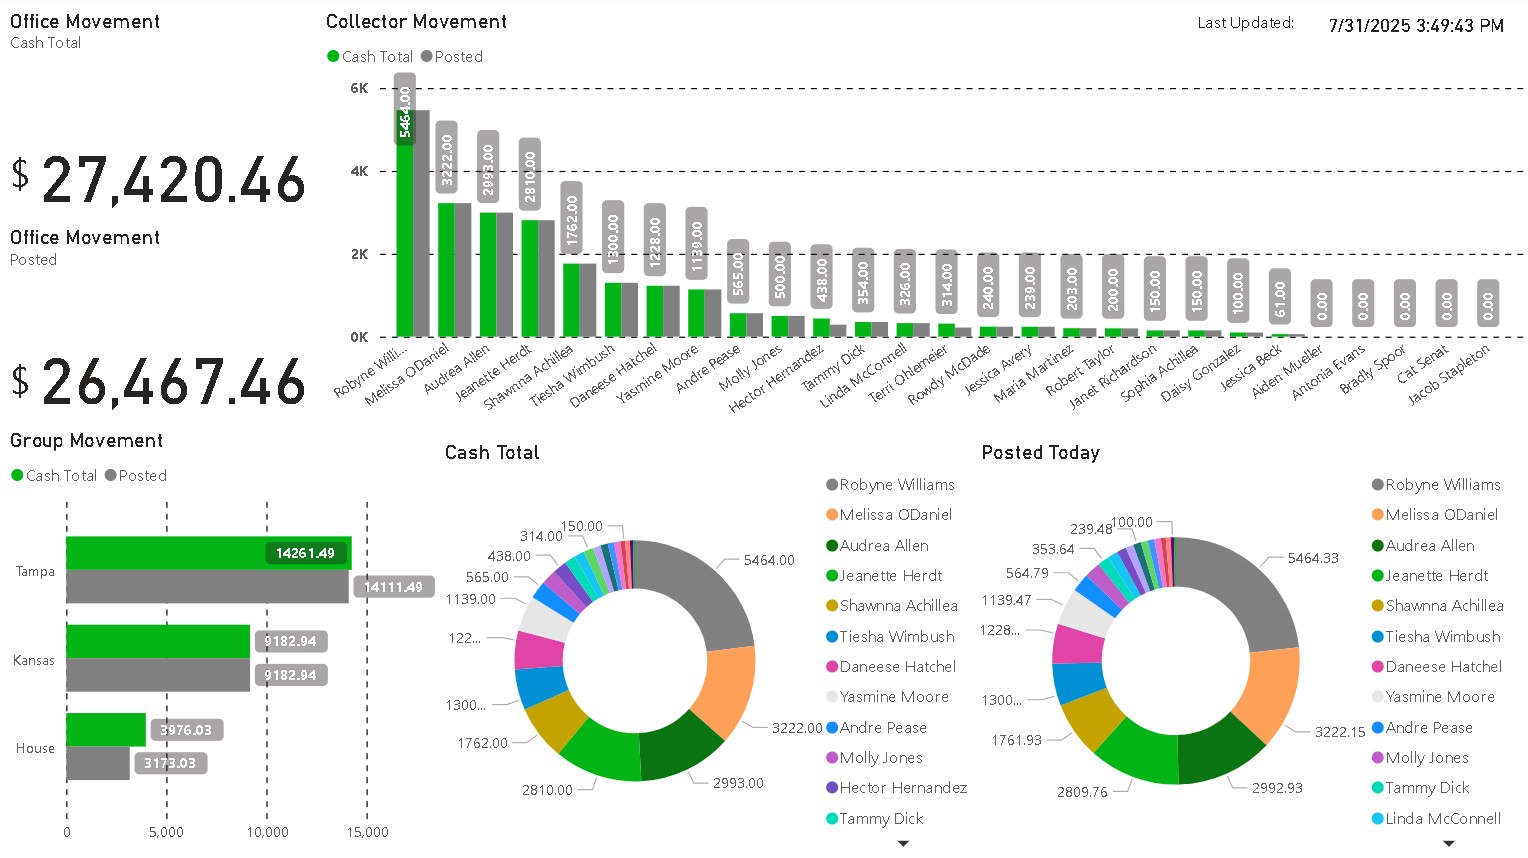 Office Movement
Cash Total
$ 27,420.46
Office Movement
Posted
$ 26,467.46
Collector Movement
Cash Total Posted
Last Updated: 7/31/2025 3:49:43 PM
6K
4K
2K
0K
5464.00
3222.00
2993.00
2810.00
1762.00
1300.00
1228.00
1139.00
565.00
500.00
438.00
354.00
326.00
314.00
240.00
239.00
203.00
200.00
150.00
150.00
100.00
61.00
0.00
0.00
0.00
0.00
0.00
Robyne Willi...
Melissa ODaniel
Audrea Allen
Jeanette Herdt
Shawnna Achillea
Tiesha Wimbush
Daneese Hatchel
Yasmine Moore
Andre Pease
Molly Jones
Hector Hernandez
Tammy Dick
Linda McConnell
Terri Ohlemeier
Rowdy McDade
Jessica Avery
Maria Martinez
Robert Taylor
Janet Richardson
Sophia Achillea
Daisy Gonzalez
Jessica Beck
Aiden Mueller
Antonia Evans
Bradly Spoor
Cat Senat
Jacob Stapleton
Group Movement
Cash Total Posted
Tampa
14261.49
14111.49
Kansas
9182.94
9182.94
House
3976.03
3173.03
0 5,000 10,000 15,000
Cash Total
150.00
314.00
438.00
565.00
1139.00
122...
1300...
1762.00
2810.00
2993.00
3222.00
5464.00
Robyne Williams
Melissa ODaniel
Audrea Allen
Jeanette Herdt
Shawnna Achillea
Tiesha Wimbush
Daneese Hatchel
Yasmine Moore
Andre Pease
Molly Jones
Hector Hernandez
Tammy Dick
Posted Today
100.00
239.48
353.64
564.79
1139.47
1228...
1300...
1761.93
2809.76
2992.93
3222.15
5464.33
Robyne Williams
Melissa ODaniel
Audrea Allen
Jeanette Herdt
Shawnna Achillea
Tiesha Wimbush
Daneese Hatchel
Yasmine Moore
Andre Pease
Molly Jones
Tammy Dick
Linda McConnell